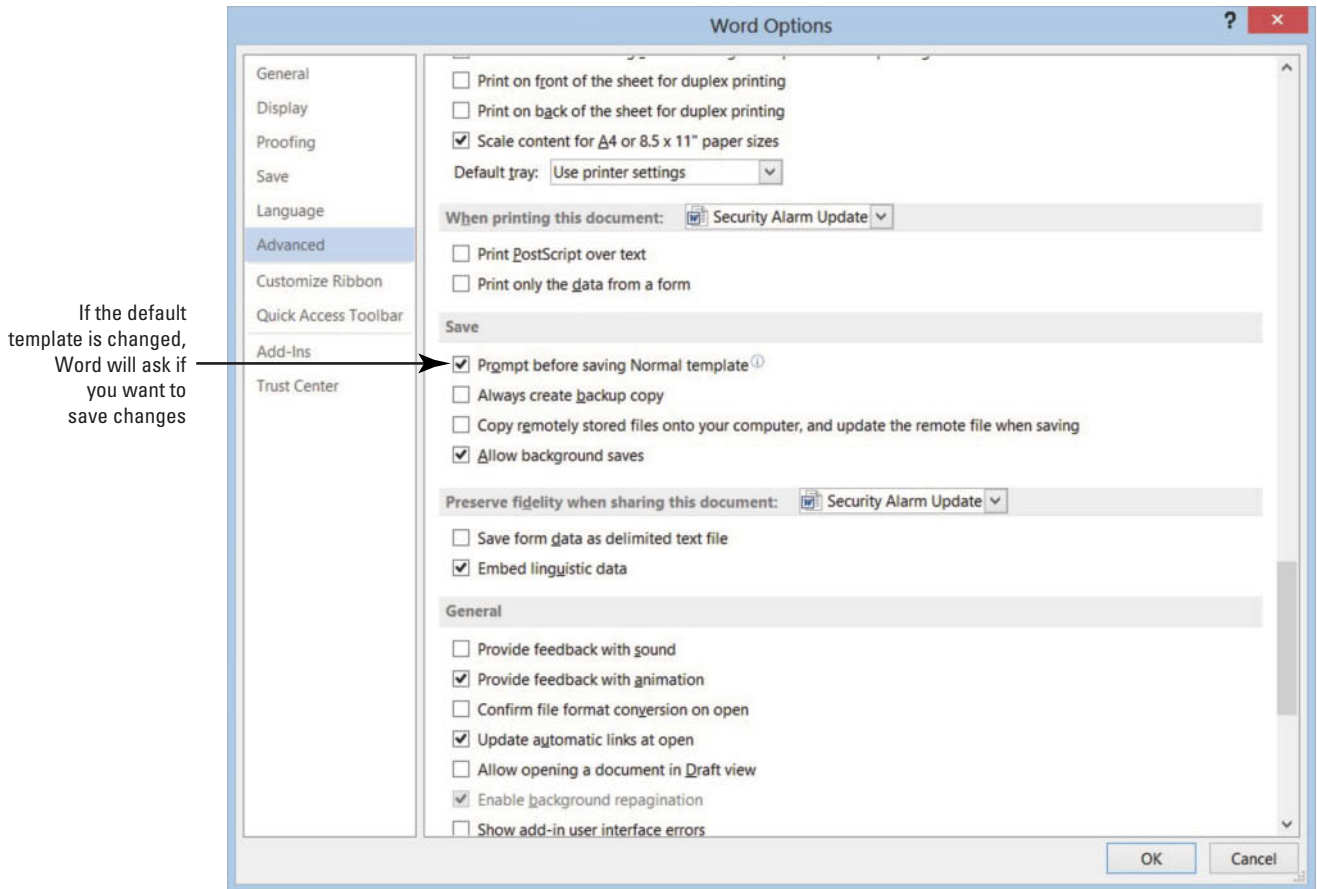 Word Options
?
General
Display
Proofing
Save
Language
Advanced
Customize Ribbon
Quick Access Toolbar
Add-Ins
Trust Center
Print on front of the sheet for duplex printing
Print on back of the sheet for duplex printing
Scale content for A4 or 8.5 x 11" paper sizes
Default tray: Use printer settings
When printing this document: Security Alarm Update
Print PostScript over text
Print only the data from a form
Save
Prompt before saving Normal template
Always create backup copy
Copy remotely stored files onto your computer, and update the remote file when saving
Allow background saves
Preserve fidelity when sharing this document: Security Alarm Update
Save form data as delimited text file
Embed linguistic data
General
Provide feedback with sound
Provide feedback with animation
Confirm file format conversion on open
Update automatic links at open
Allow opening a document in Draft view
Enable background repagination
Show add-in user interface errors
OK
Cancel
If the default
template is changed,
Word will ask if
you want to
save changes